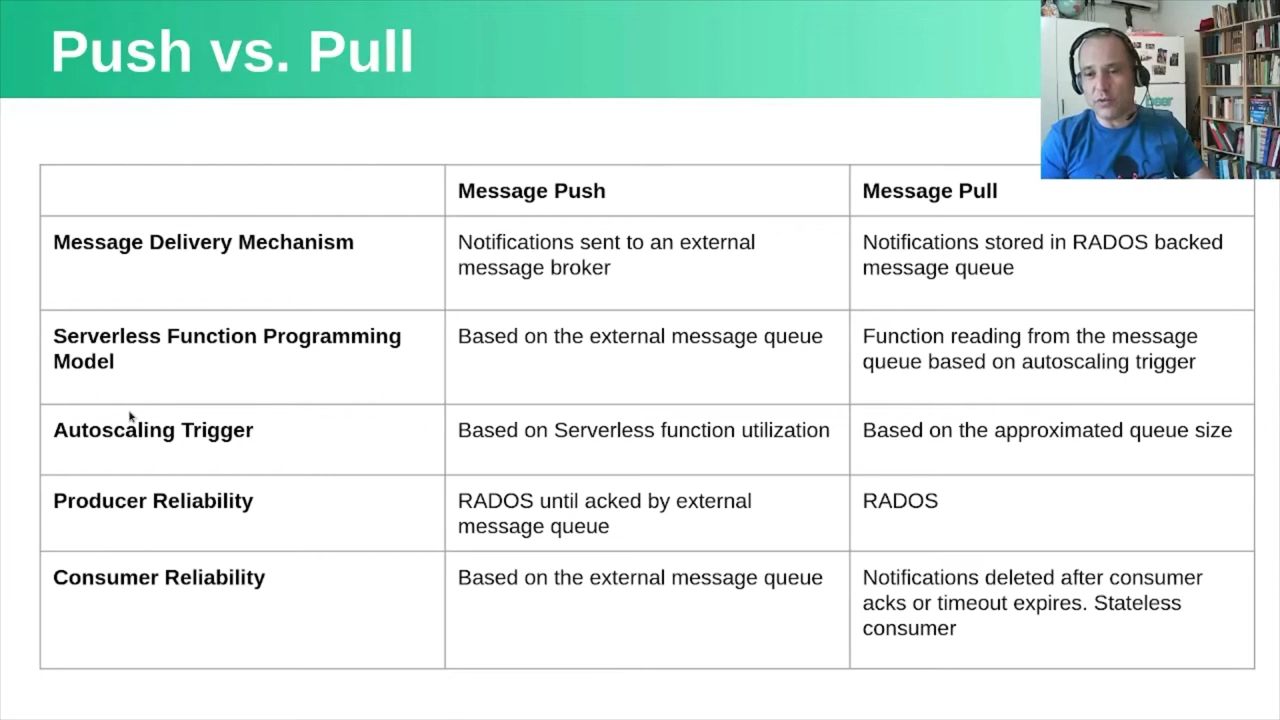 Push vs. Pull
Message Push
Message Pull
Message Delivery Mechanism
Notifications sent to an external
message broker
Notifications stored in RADOS backed
message queue
Serverless Function Programming
Model
Based on the external message queue
Function reading from the message
queue based on autoscaling trigger
Autoscaling Trigger
Based on Serverless function utilization
Based on the approximated queue size
Producer Reliability
RADOS until acked by external
message queue
RADOS
Consumer Reliability
Based on the external message queue
Notifications deleted after consumer
acks or timeout expires. Stateless
consumer